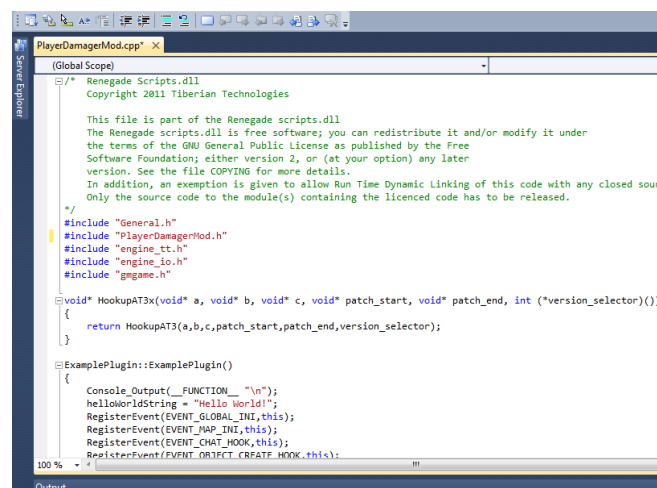 PlayerDamagerMod.cpp*
Server Explorer
(Global Scope)
/*  Renegade Scripts.dll
Copyright 2011 Tiberian Technologies
This file is part of the Renegade scripts.dll
The Renegade scripts.dll is free software; you can redistribute it and/or modify it under
the terms of the GNU General Public License as published by the Free
Software Foundation; either version 2, or (at your option) any later
version. See the file COPYING for more details.
In addition, an exemption is given to allow Run Time Dynamic Linking of this code with any closed sour
Only the source code to the module(s) containing the licenced code has to be released.
*/
#include "General.h"
#include "PlayerDamagerMod.h"
#include "engine_tt.h"
#include "engine_io.h"
#include "gmgame.h"
void* HookupAT3x(void* a, void* b, void* c, void* patch_start, void* patch_end, int (*version_selector)())
{
return HookupAT3(a,b,c,patch_start,patch_end,version_selector);
}
ExamplePlugin::ExamplePlugin()
{
Console_Output(__FUNCTION__ "\n");
helloWorldString = "Hello World!";
RegisterEvent(EVENT_GLOBAL_INI,this);
RegisterEvent(EVENT_MAP_INI,this);
RegisterEvent(EVENT_CHAT_HOOK,this);
RegisterEvent(EVENT_OBJECT_CREATE_HOOK,this);
100 %
Output